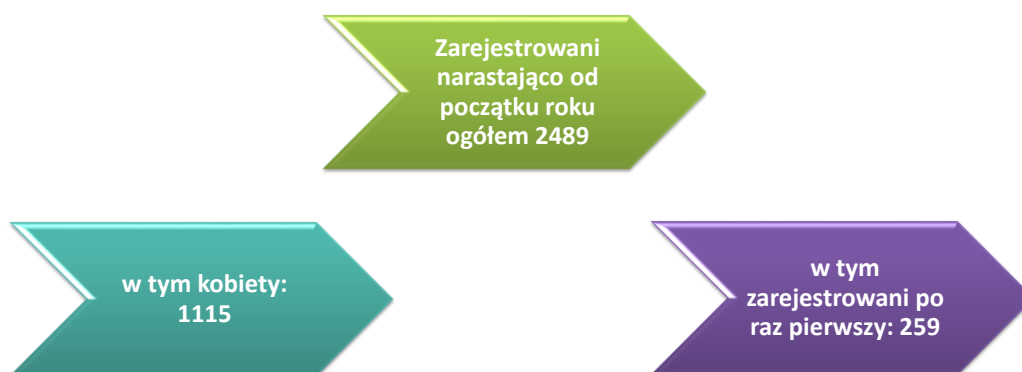 Zarejestrowani
narastająco od
początku roku
ogółem 2489
w tym kobiety:
1115
w tym
zarejestrowani po
raz pierwszy: 259